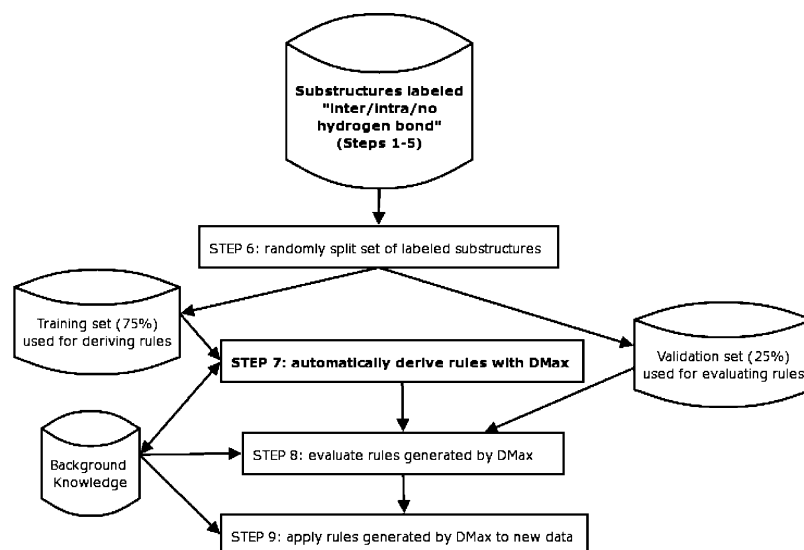 Substructures labeled
"inter/intra/no
hydrogen bond"
(Steps 1-5)
STEP 6: randomly split set of labeled substructures
Training set (75%)
used for deriving rules
STEP 7: automatically derive rules with DMax
Validation set (25%)
used for evaluating rules
Background
Knowledge
STEP 8: evaluate rules generated by DMax
STEP 9: apply rules generated by DMax to new data